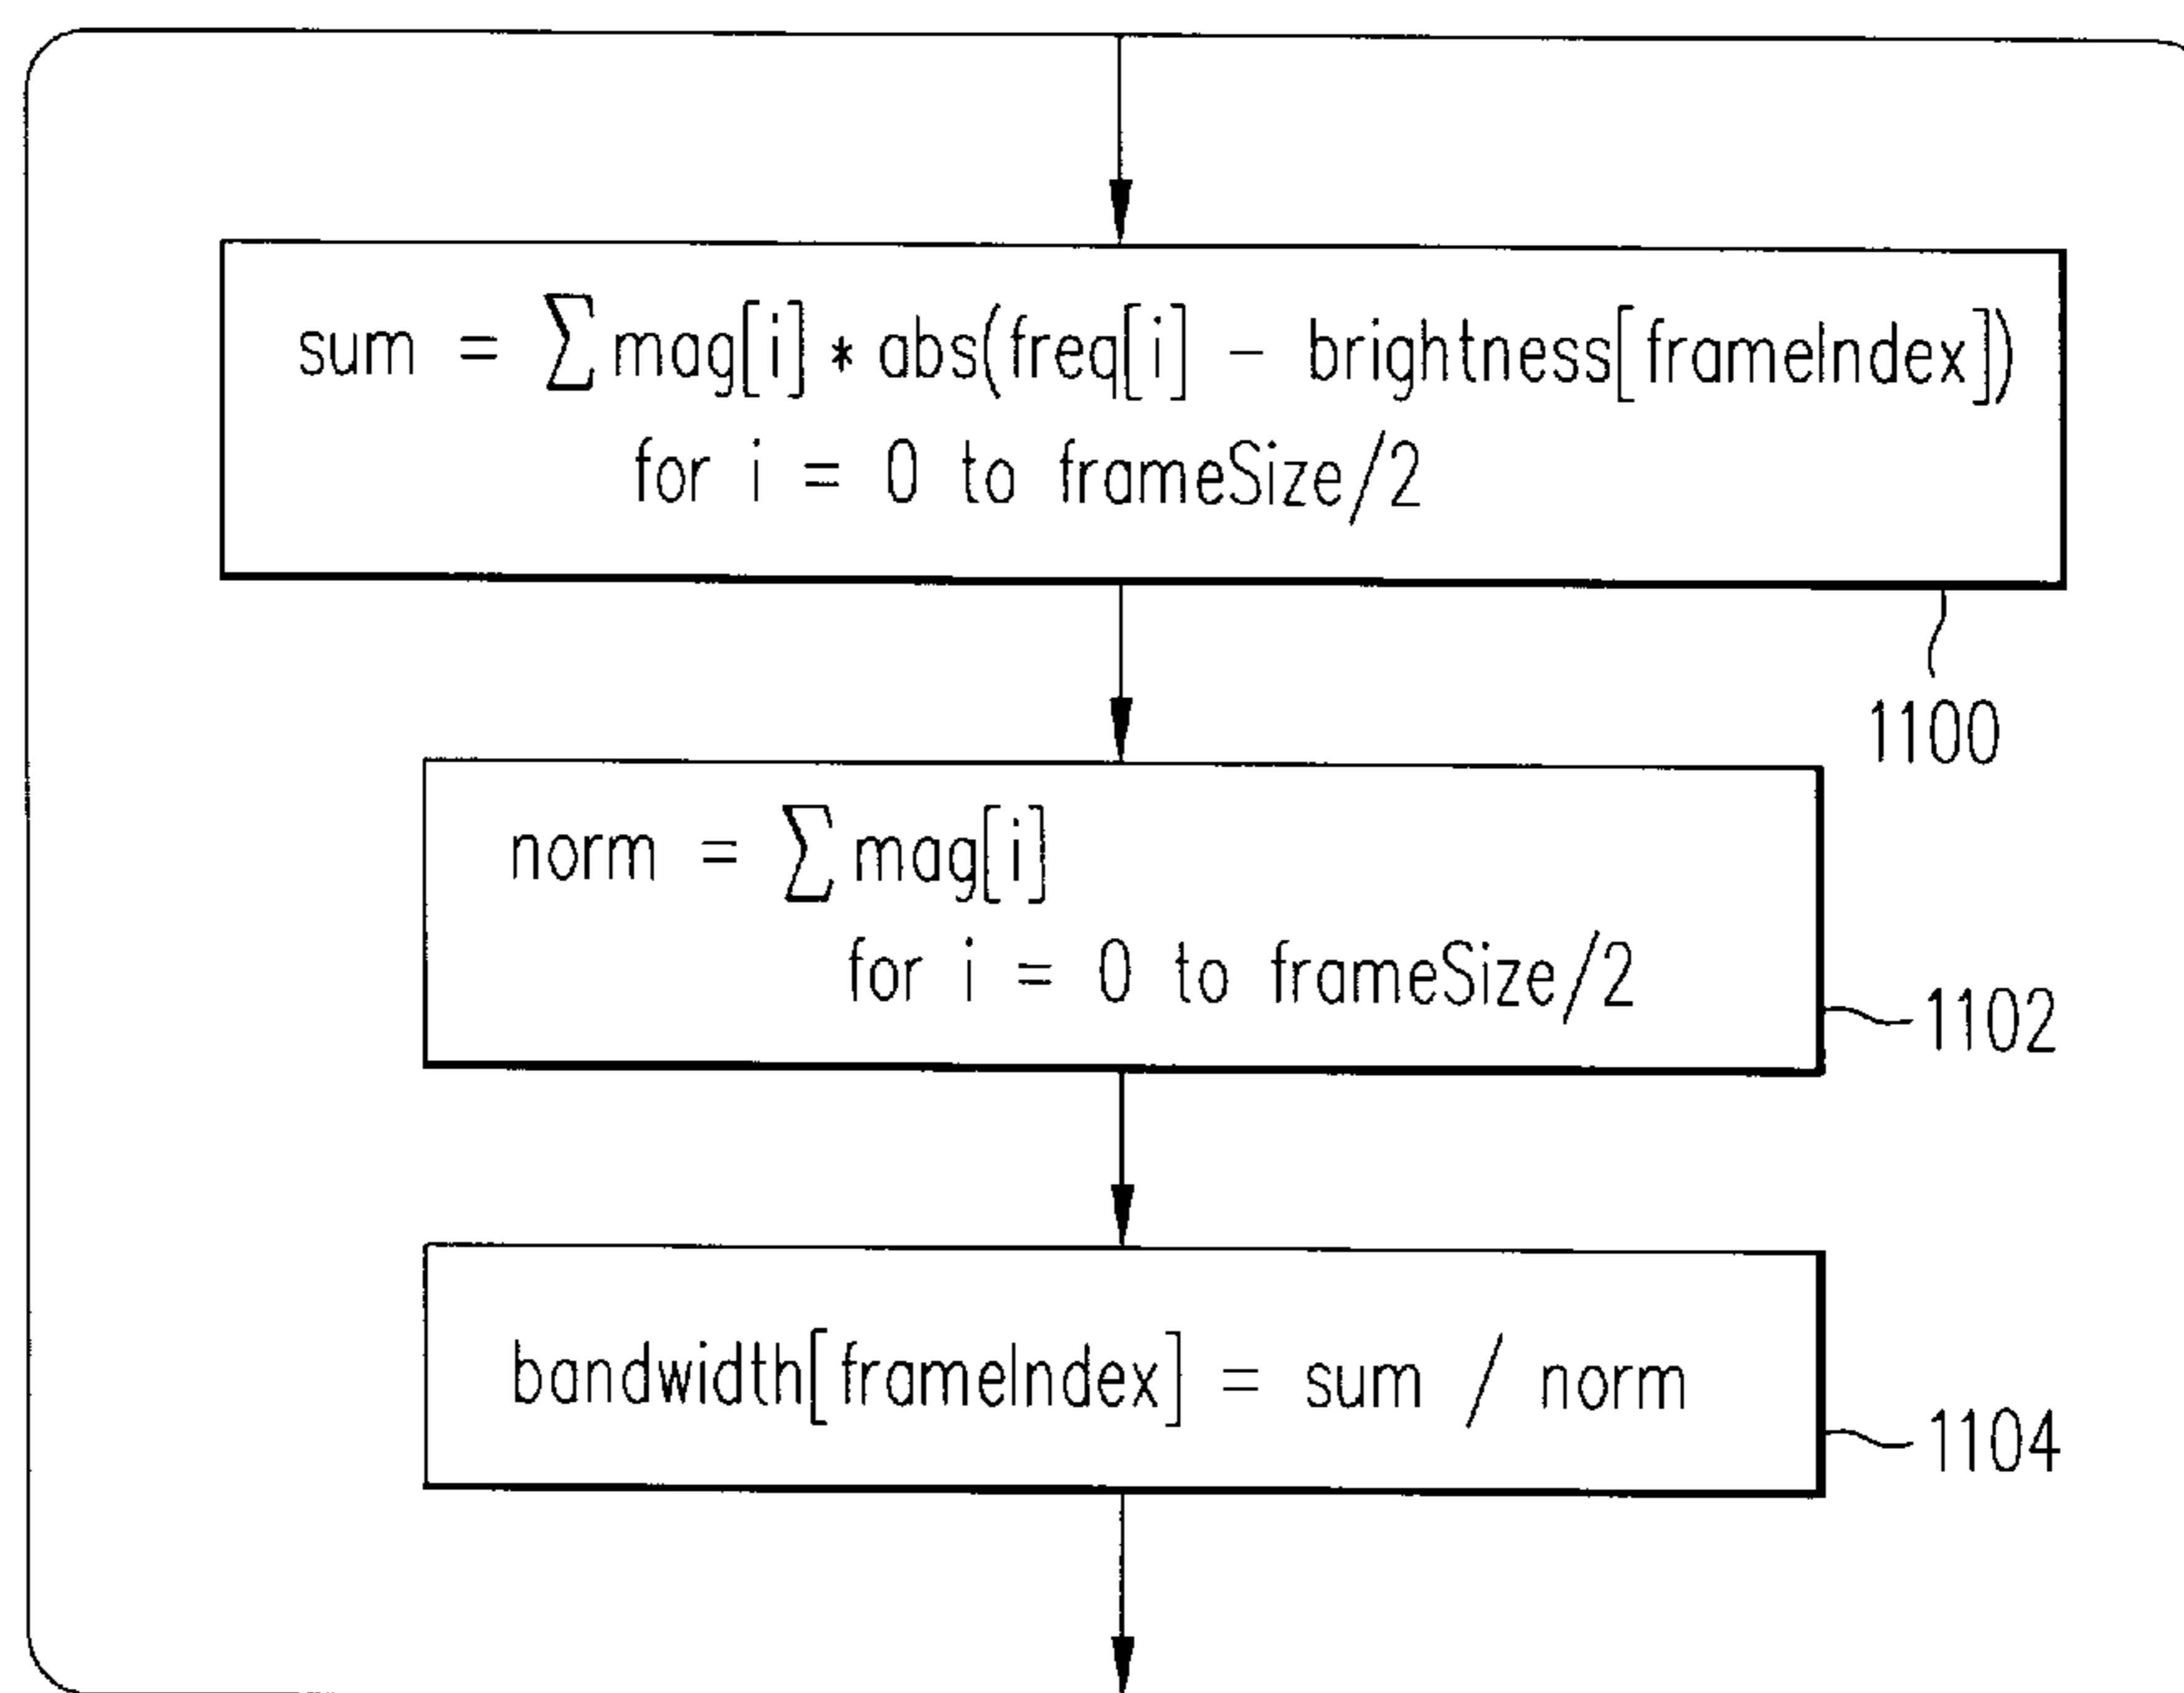 sum = ∑mag[i] * abs(freq[i] - brightness[frameIndex])
for i = 0 to frameSize/2
1100
norm = ∑mag[i]
for i = 0 to frameSize/2
1102
bandwidth[frameIndex] = sum / norm
1104